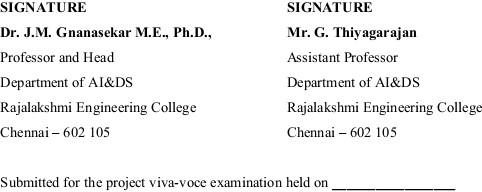 SIGNATURE SIGNATURE
Dr. J.M. Gnanasekar M.E., Ph.D., Mr. G. Thiyagarajan
Professor and Head Assistant Professor
Department of AI&DS Department of AI&DS
Rajalakshmi Engineering College Rajalakshmi Engineering College
Chennai – 602 105 Chennai – 602 105
Submitted for the project viva-voce examination held on __________________